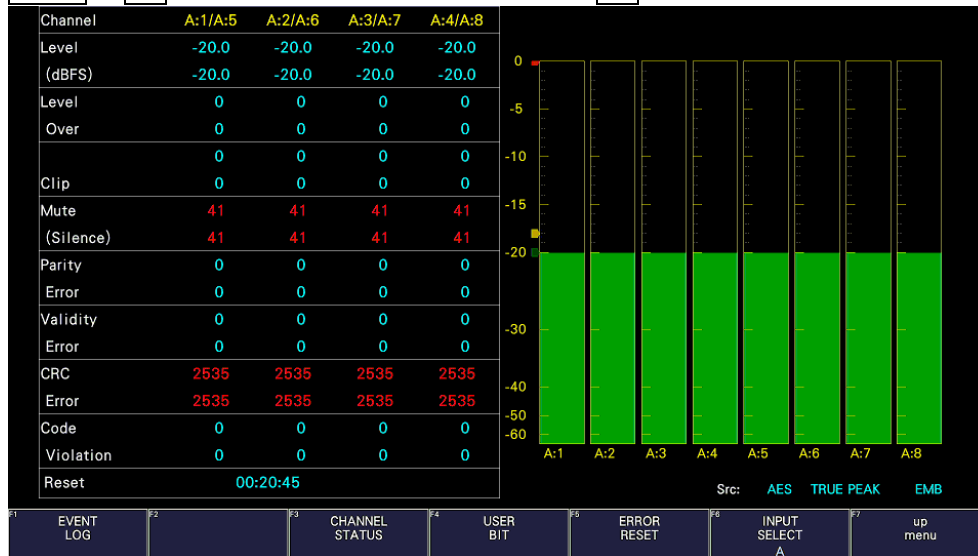 Channel A:1/A:5 A:2/A:6 A:3/A:7 A:4/A:8
Level -20.0 -20.0 -20.0 -20.0
(dBFS) -20.0 -20.0 -20.0 -20.0
Level 0 0 0 0
Over 0 0 0 0
0 0 0 0
Clip 0 0 0 0
Mute 41 41 41 41
(Silence) 41 41 41 41
Parity 0 0 0 0
Error 0 0 0 0
Validity 0 0 0 0
Error 0 0 0 0
CRC 2535 2535 2535 2535
Error 2535 2535 2535 2535
Code 0 0 0 0
Violation 0 0 0 0
Reset 00:20:45
0
-5
-10
-15
-20
-30
-40
-50
-60
A:1 A:2 A:3 A:4 A:5 A:6 A:7 A:8
Src: AES TRUE PEAK EMB
F1 EVENT
LOG
F2
F3 CHANNEL
STATUS
F4 USER
BIT
F5 ERROR
RESET
F6 INPUT
SELECT
A
F7 up
menu